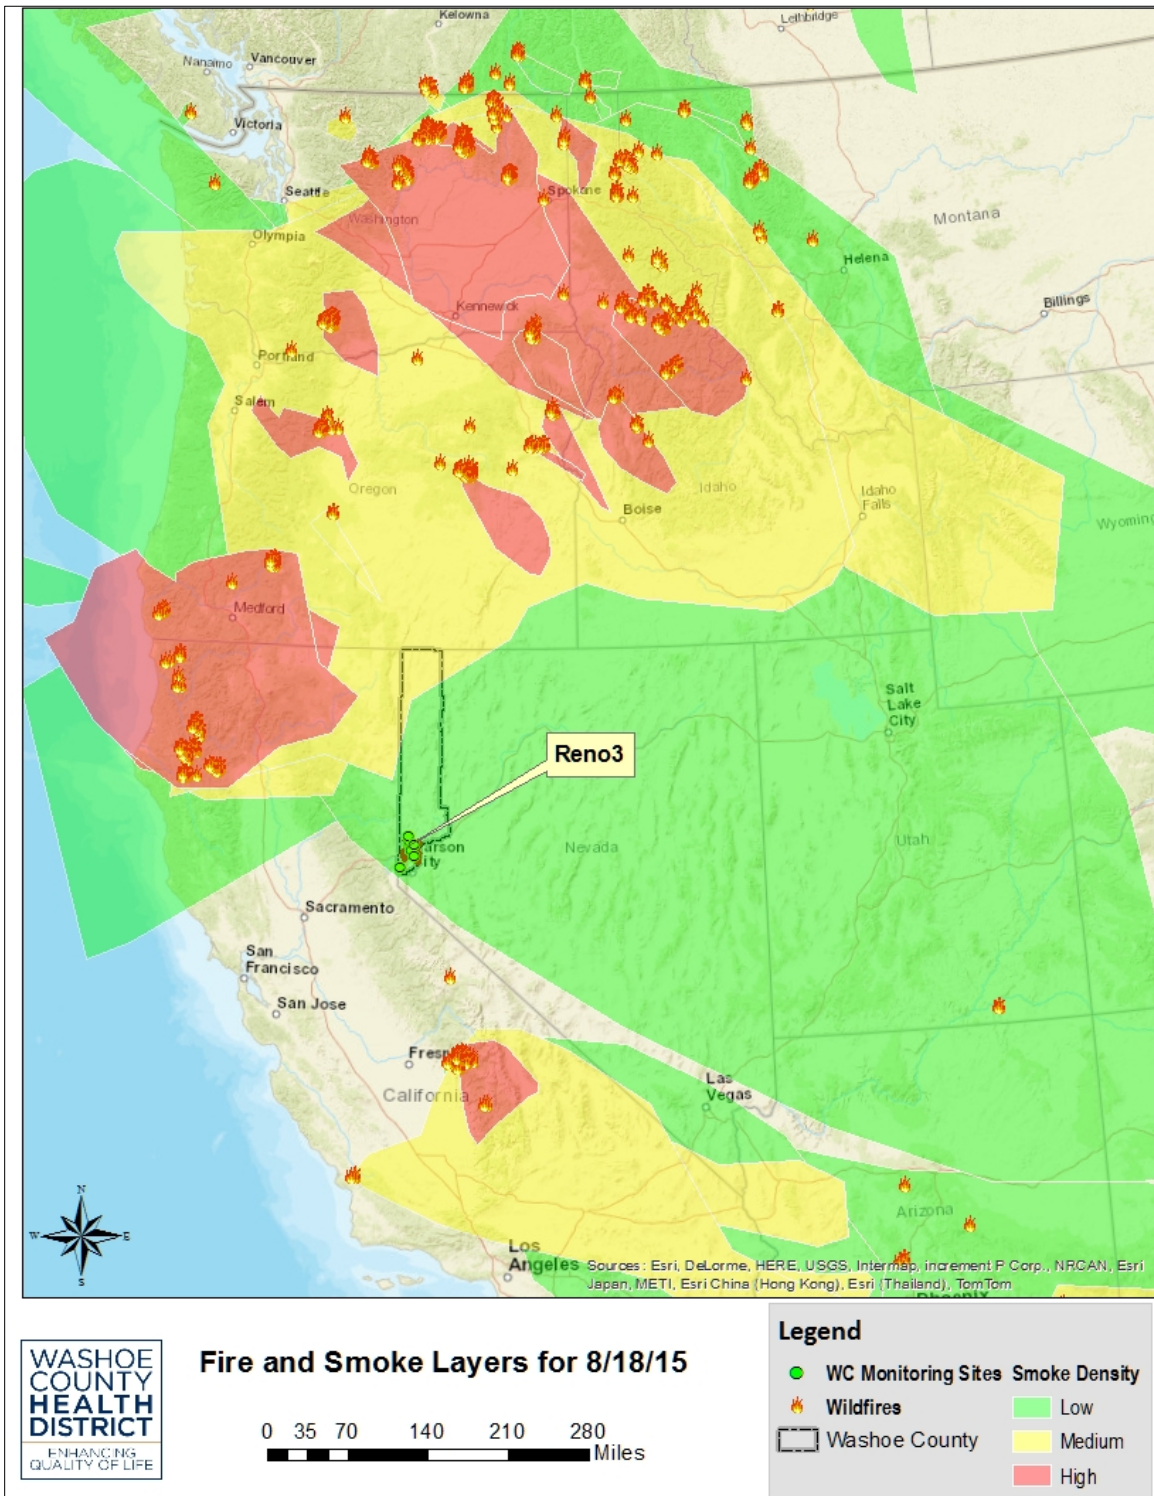 Kelowna
Lethbridge
Nanaimo
Vancouver
Victoria
Seattle
Spokane
Washington
Montana
Olympia
Helena
Kennewick
Billings
Portland
Salem
Oregon
Idaho
Idaho
Falls
Boise
Wyoming
Medford
Salt
Lake
City
Reno3
arson
ity
Nevada
Utah
Sacramento
San
Francisco
San Jose
Fresn
California
Las
Vegas
Arizona
N
W
E
S
Los
Angeles
Sources: Esri, DeLorme, HERE, USGS, Intermap, increment P Corp., NRCAN, Esri
Japan, METI, Esri China (Hong Kong), Esri (Thailand), TomTom
Phoenix
WASHOE
COUNTY
HEALTH
DISTRICT
ENHANCING
QUALITY OF LIFE
Fire and Smoke Layers for 8/18/15
0 35 70 140 210 280
Miles
Legend
WC Monitoring Sites
Wildfires
Washoe County
Smoke Density
Low
Medium
High